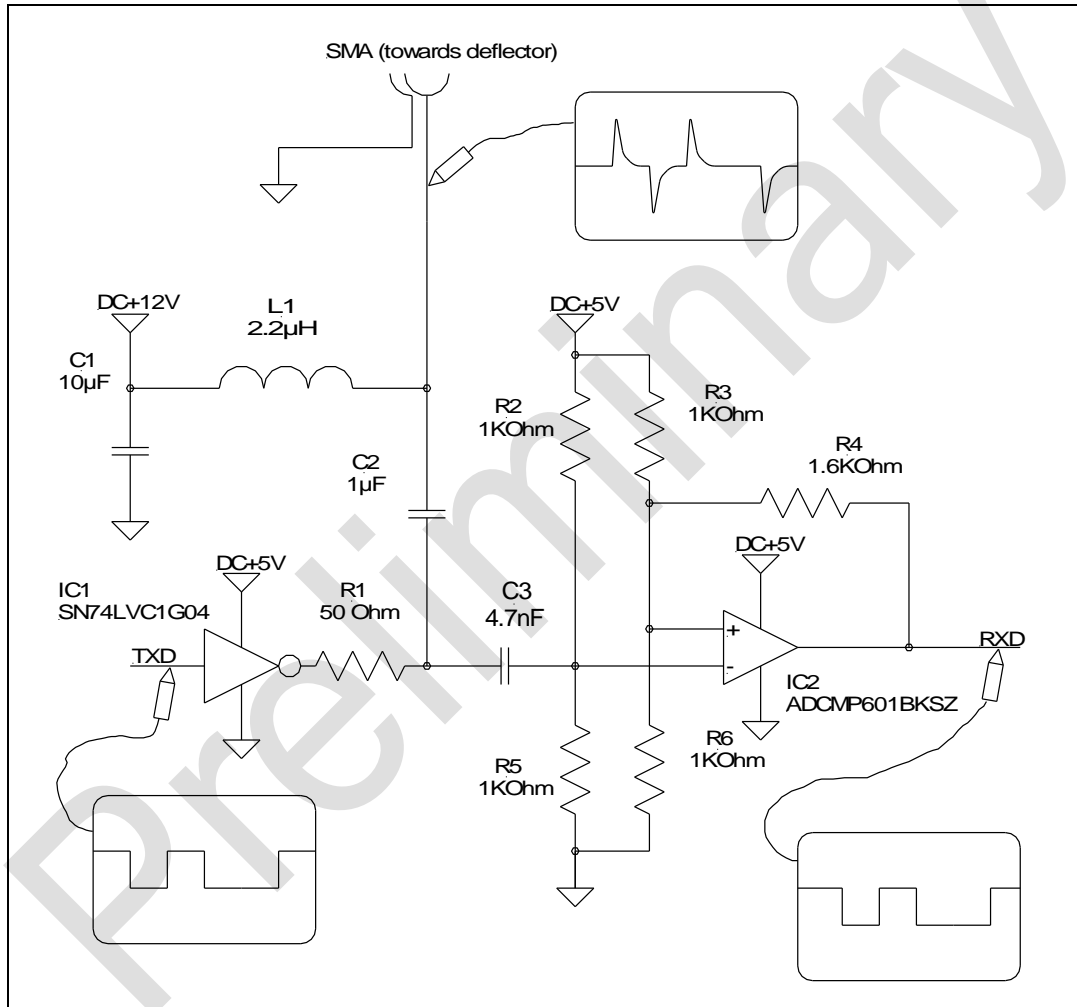 SMA (towards deflector)
DC+12V
L1
2.2µH
C1
10µF
DC+5V
R2
1KOhm
R3
1KOhm
R4
1.6KOhm
C2
1µF
DC+5V
DC+5V
IC1
SN74LVC1G04
R1
50 Ohm
C3
4.7nF
TXD
+
-
RXD
IC2
ADCMP601BKSZ
R5
1KOhm
R6
1KOhm
Preliminary